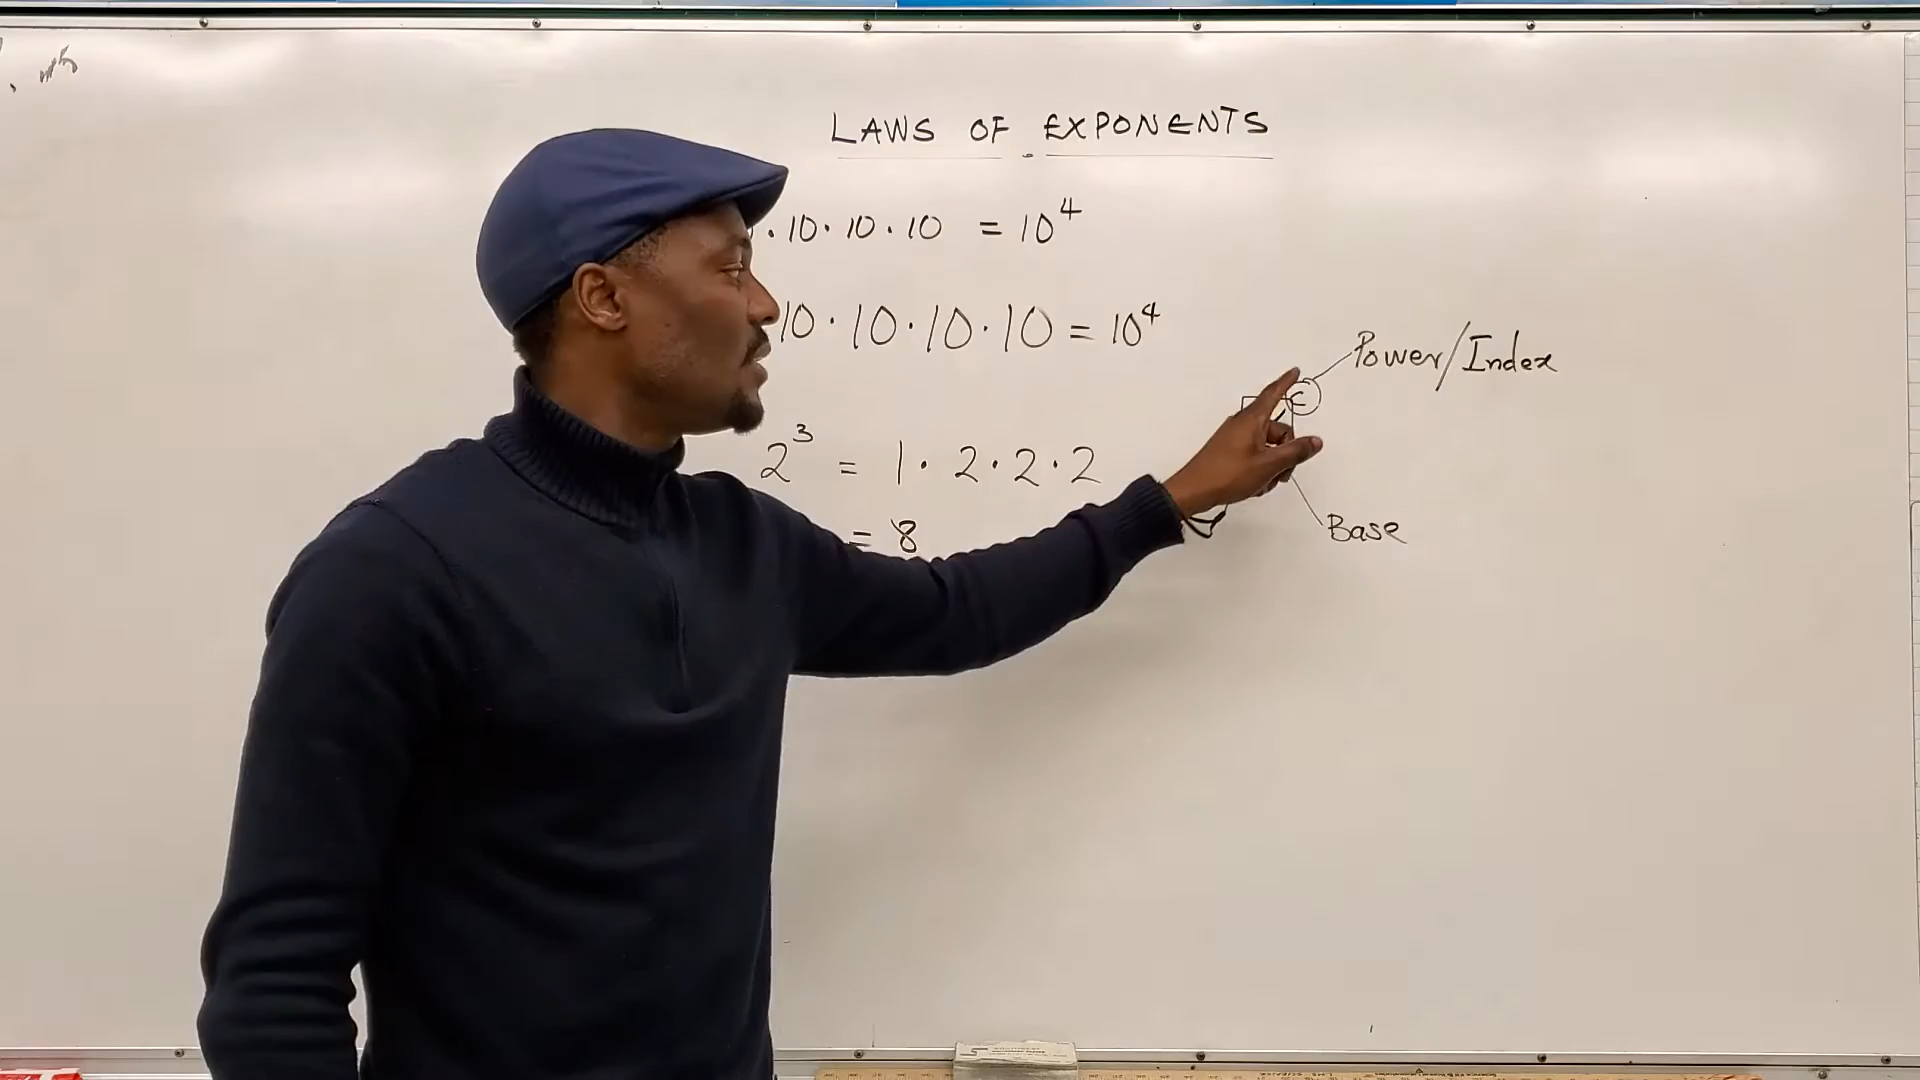 LAWS OF EXPONENTS
. 10 . 10 . 10 = 10⁴
10 . 10 . 10 . 10 = 10⁴
Power/Index
C
2³ = 1 . 2 . 2 . 2
= 8
Base